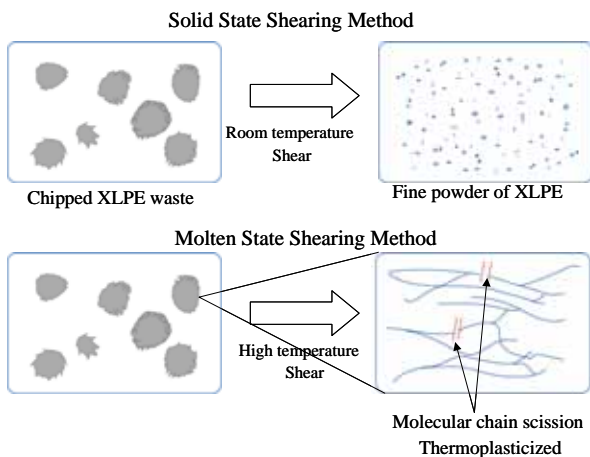 Solid State Shearing Method
Room temperature
Shear
Chipped XLPE waste
Fine powder of XLPE
Molten State Shearing Method
High temperature
Shear
Molecular chain scission
Thermoplasticized